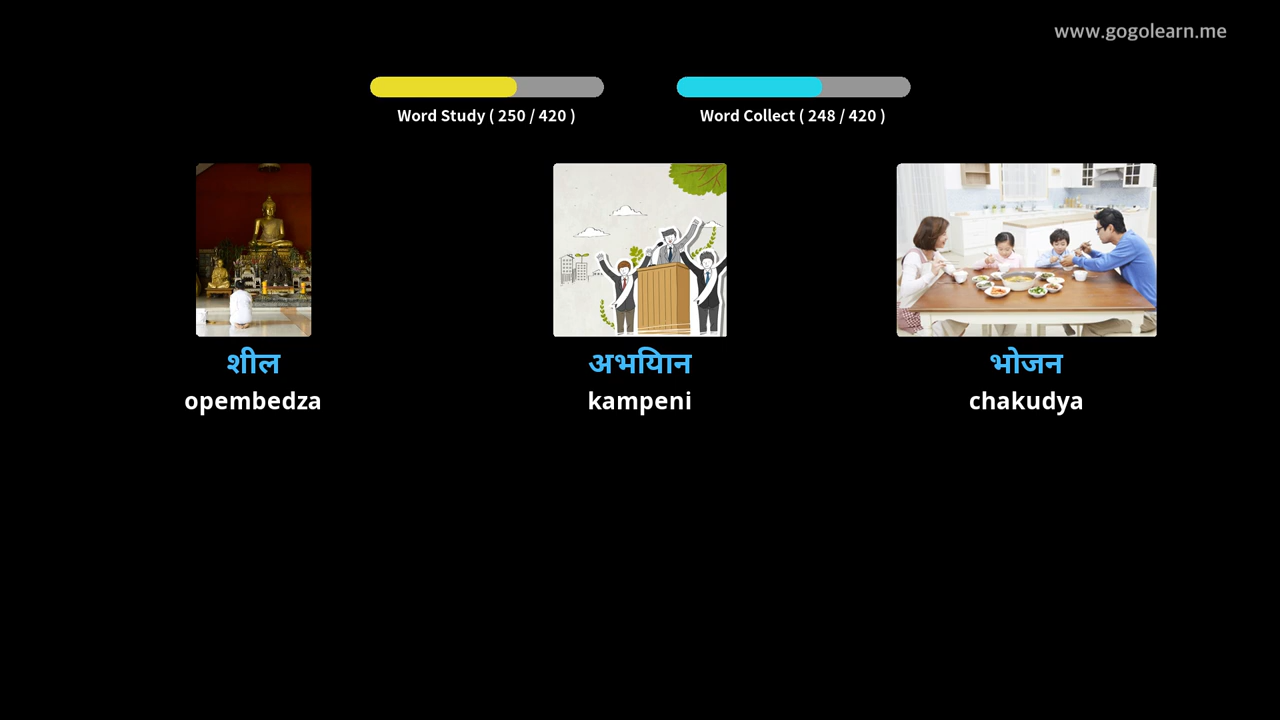 www.gogolearn.me
Word Study ( 250 / 420 )
Word Collect ( 248 / 420 )
शील
अभियान
भोजन
opembedza
kampeni
chakudya